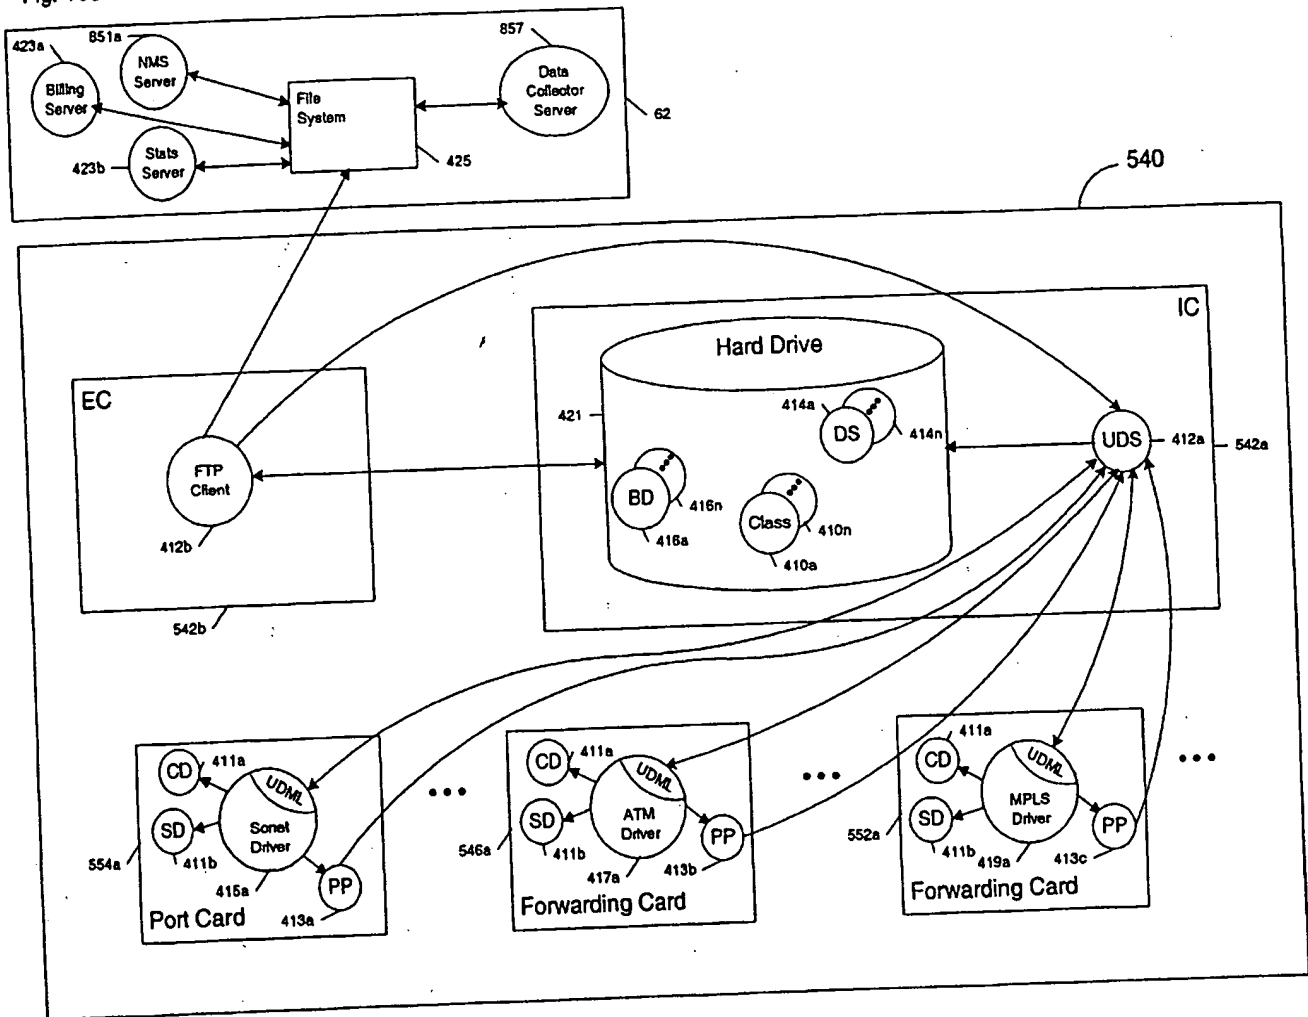 423a
851a
857
NMS
Server
Billing
Server
File
System
Data
Collector
Server
62
Stats
Server
423b
425
540
IC
Hard Drive
EC
421
414a
DS
414n
UDS
412a
542a
FTP
Client
BD
416n
416a
Class
410n
410a
412b
542b
CD
411a
UDML
SD
Sonet
Driver
411b
554a
415a
PP
413a
Port Card
CD
411a
UDML
SD
ATM
Driver
411b
546a
417a
PP
413b
Forwarding Card
CD
411a
UDML
SD
MPLS
Driver
411b
552a
419a
PP
413c
Forwarding Card